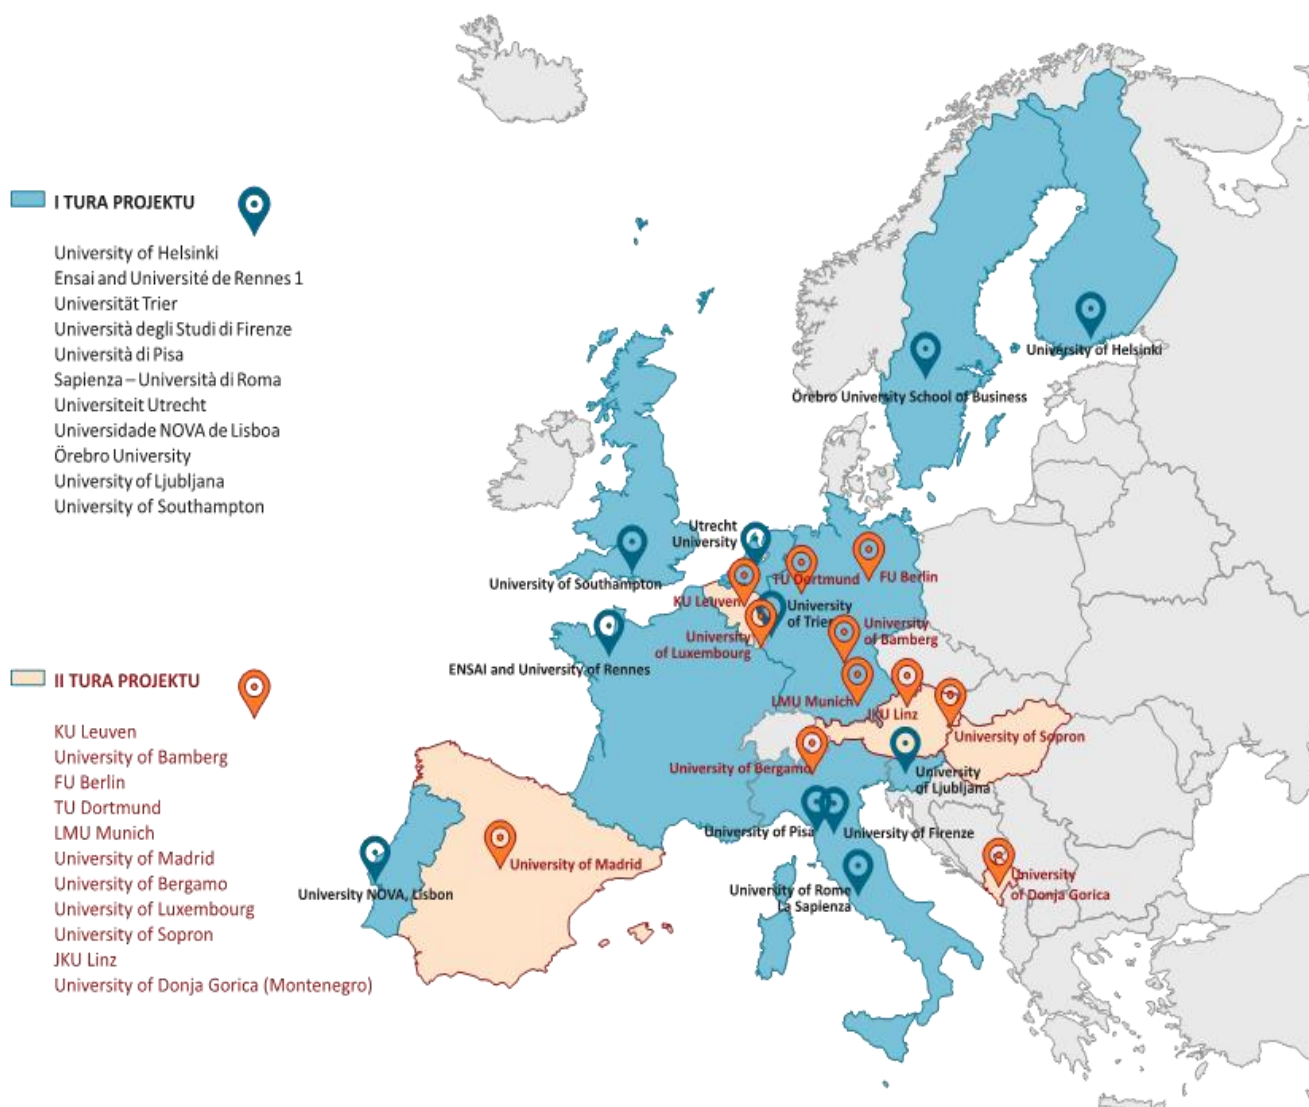 I TURA PROJEKTU
University of Helsinki
Ensai and Université de Rennes 1
Universität Trier
Università degli Studi di Firenze
Università di Pisa
Sapienza – Università di Roma
Universiteit Utrecht
Universidade NOVA de Lisboa
Örebro University
University of Ljubljana
University of Southampton
II TURA PROJEKTU
KU Leuven
University of Bamberg
FU Berlin
TU Dortmund
LMU Munich
University of Madrid
University of Bergamo
University of Luxembourg
University of Sopron
JKU Linz
University of Donja Gorica (Montenegro)
University of Helsinki
Örebro University School of Business
Utrecht
University
University of Southampton
TU Dortmund
FU Berlin
KU Leuven
University
of Trier
University
of Bamberg
University
of Luxembourg
ENSAI and University of Rennes
LMU Munich
JKU Linz
University of Sopron
University of Bergamo
University
of Ljubljana
University of Pisa
University of Firenze
University of Madrid
University NOVA, Lisbon
University of Rome
La Sapienza
University
of Donja Gorica